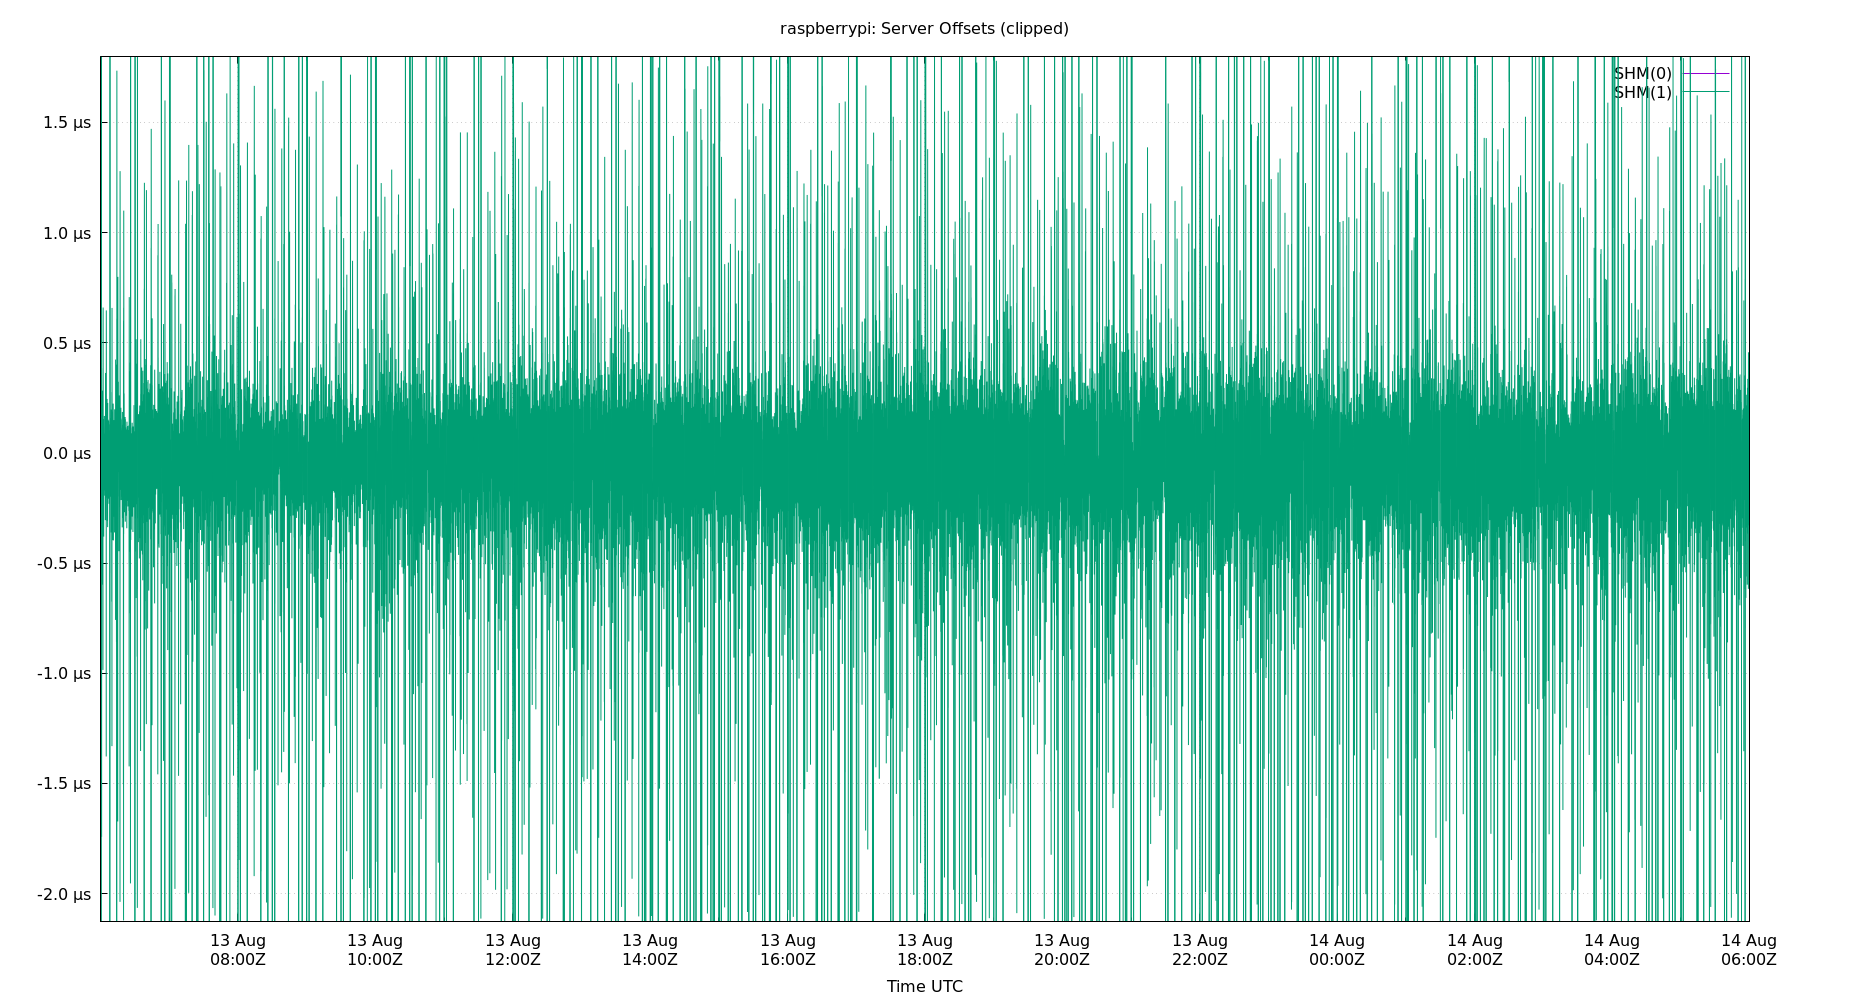 raspberrypi: Server Offsets (clipped)
SHM(0)
SHM(1)
1.5 µs
1.0 µs
0.5 µs
0.0 µs
-0.5 µs
-1.0 µs
-1.5 µs
-2.0 µs
13 Aug 13 Aug 13 Aug 13 Aug 13 Aug 13 Aug 13 Aug 13 Aug 14 Aug 14 Aug 14 Aug 14 Aug
08:00Z 10:00Z 12:00Z 14:00Z 16:00Z 18:00Z 20:00Z 22:00Z 00:00Z 02:00Z 04:00Z 06:00Z
Time UTC